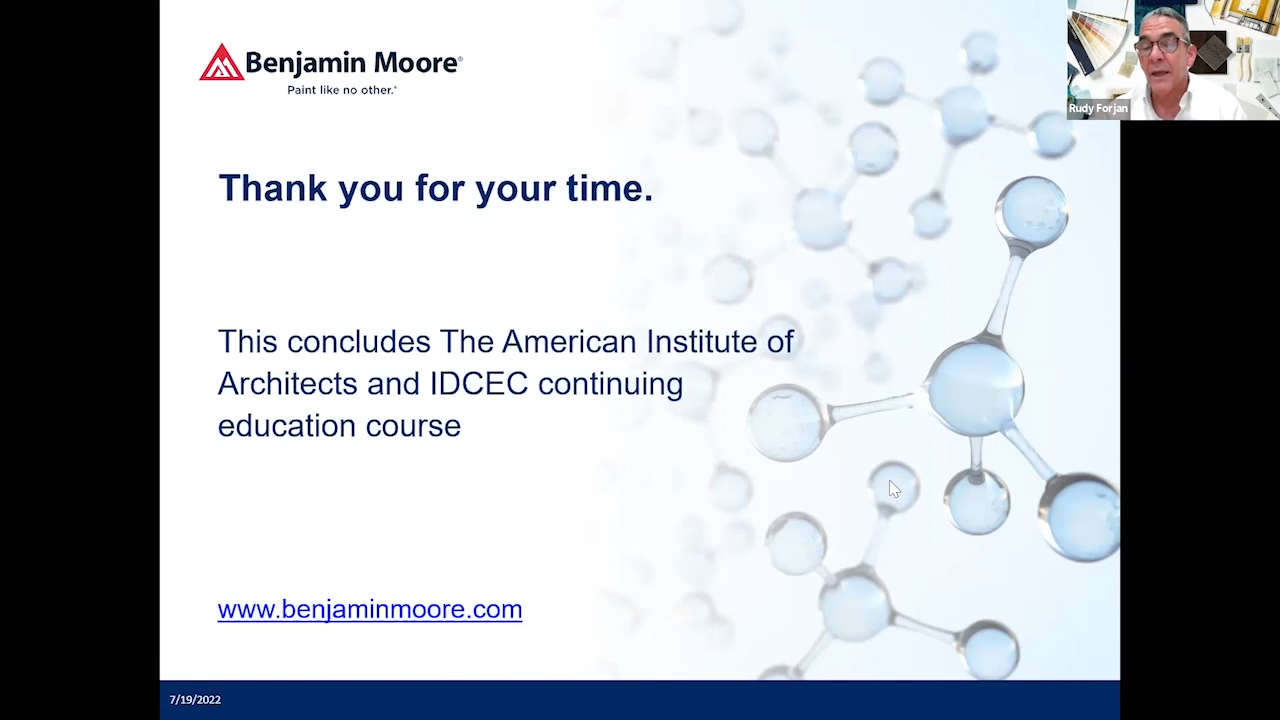 Benjamin Moore®
Paint like no other.®
Rudy Forjan
Thank you for your time.
This concludes The American Institute of
Architects and IDCEC continuing
education course
www.benjaminmoore.com
7/19/2022